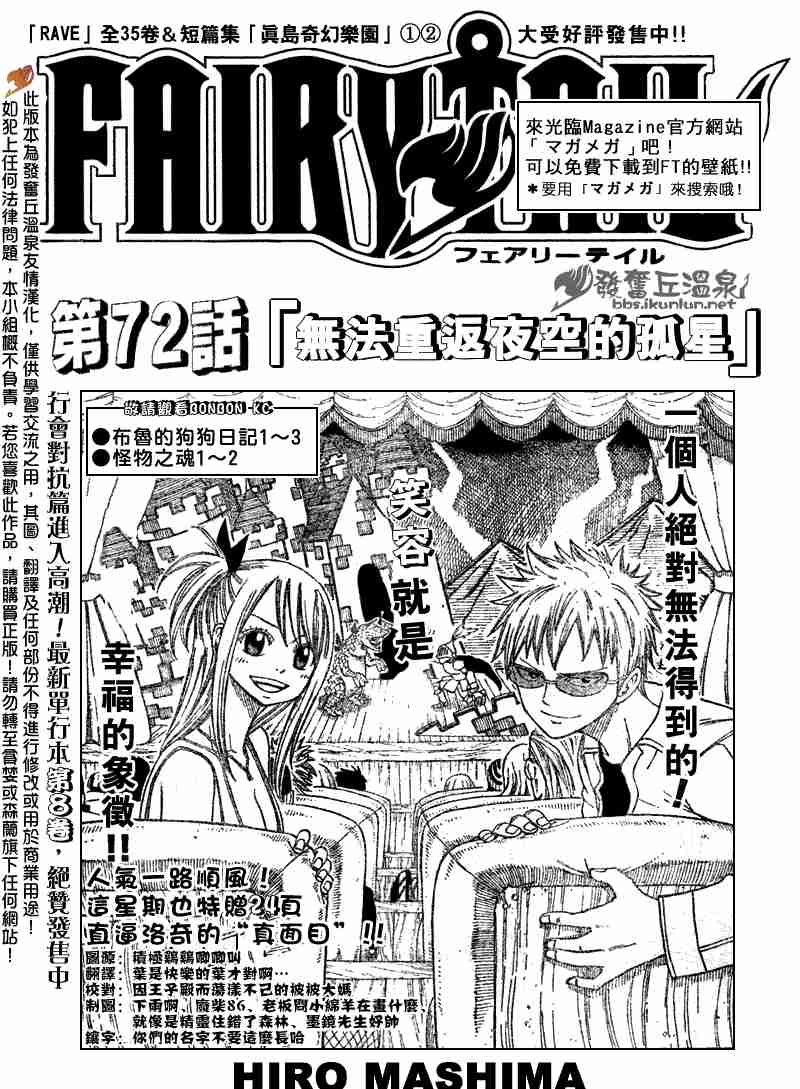 「RAVE」全35卷＆短篇集「眞島奇幻樂園」①② 大受好評發售中!!
FAIRY TAIL
來光臨Magazine官方網站
「マガメガ」吧！
可以免費下載到FT的壁紙!!
＊要用「マガメガ」來搜索哦！
フェアリーテイル
發奮丘溫泉
bbs.ikunlun.net
第72話「無法重返夜空的孤星」
此版本為發奮丘溫泉友情漢化，僅供學習交流之用，其圖、翻譯及任何部份不得進行修改或用於商業用途！
如犯上任何法律問題，本小組概不負責。若您喜歡此作品，請購買正版！請勿轉至貪婪或森蘭旗下任何網站！
行會對抗篇進入高潮！最新單行本第8卷，絕贊發售中
敬請觀看BONBON KC
●布魯的狗狗日記1～3
●怪物之魂1～2
一個人絕對無法得到的！
笑容就是
幸福的象徵!!
人氣一路順風！
這星期也特贈24頁
直逼洛奇的“真面目”!!
圖源：積極鷄鷄唧唧叫
翻譯：葉是快樂的葉才對啊…
校對：因王子殿而蕩漾不已的被被大媽
制圖：下雨啊、廢柴86、老板問小綿羊在畫什麼
就像是精靈住錯了森林、墨鏡先生好帥
鑲字：你們的名字不要這麼長哈
HIRO MASHIMA